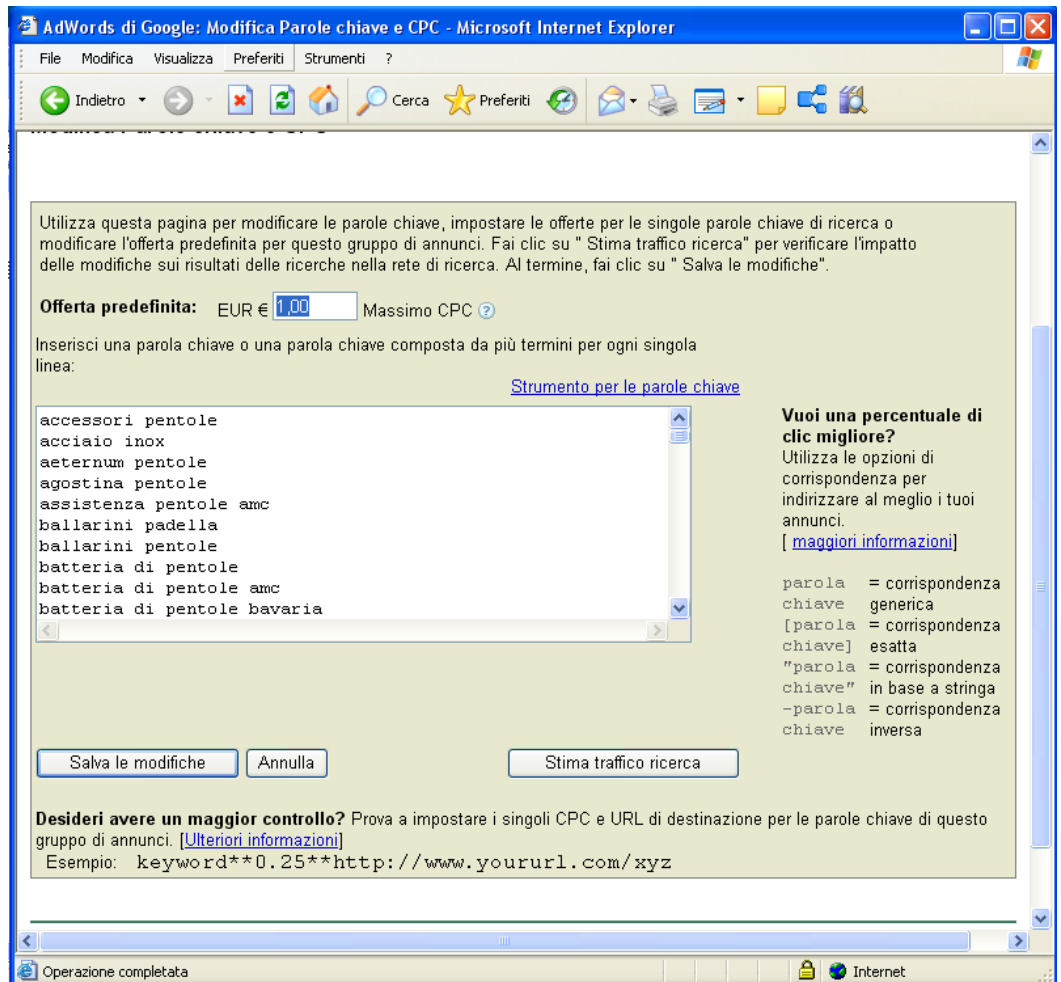 AdWords di Google: Modifica Parole chiave e CPC - Microsoft Internet Explorer
File Modifica Visualizza Preferiti Strumenti ?
Indietro Cerca Preferiti
Utilizza questa pagina per modificare le parole chiave, impostare le offerte per le singole parole chiave di ricerca o
modificare l'offerta predefinita per questo gruppo di annunci. Fai clic su " Stima traffico ricerca" per verificare l'impatto
delle modifiche sui risultati delle ricerche nella rete di ricerca. Al termine, fai clic su " Salva le modifiche".
Offerta predefinita: EUR € 1,00 Massimo CPC ?
Inserisci una parola chiave o una parola chiave composta da più termini per ogni singola
linea:
Strumento per le parole chiave
accessori pentole
acciaio inox
aeternum pentole
agostina pentole
assistenza pentole amc
ballarini padella
ballarini pentole
batteria di pentole
batteria di pentole amc
batteria di pentole bavaria
Vuoi una percentuale di
clic migliore?
Utilizza le opzioni di
corrispondenza per
indirizzare al meglio i tuoi
annunci.
[ maggiori informazioni]
parola = corrispondenza
chiave generica
[parola = corrispondenza
chiave] esatta
"parola = corrispondenza
chiave" in base a stringa
-parola = corrispondenza
chiave inversa
Salva le modifiche Annulla Stima traffico ricerca
Desideri avere un maggior controllo? Prova a impostare i singoli CPC e URL di destinazione per le parole chiave di questo
gruppo di annunci. [Ulteriori informazioni]
Esempio: keyword**0.25**http://www.yoururl.com/xyz
Operazione completata Internet